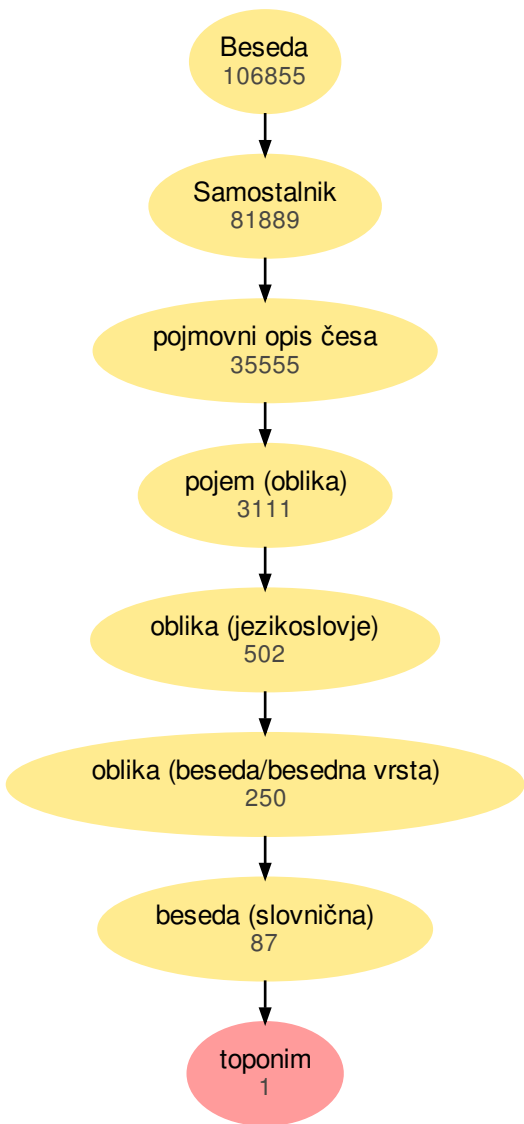 Beseda
106855
Samostalnik
81889
pojmovni opis česa
35555
pojem (oblika)
3111
oblika (jezikoslovje)
502
oblika (beseda/besedna vrsta)
250
beseda (slovnična)
87
toponim
1